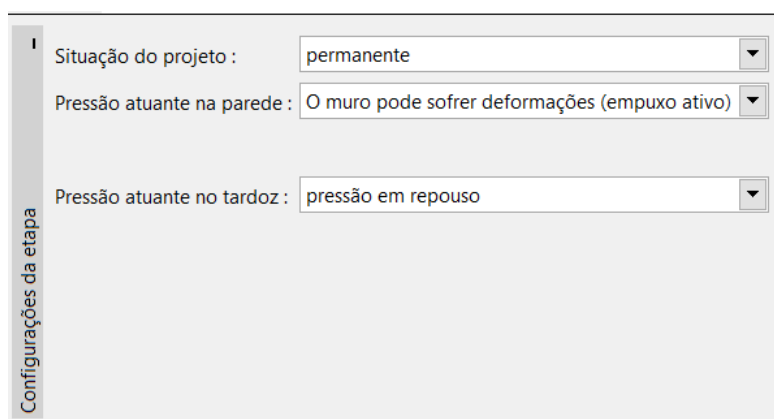 Situação do projeto :
permanente
Pressão atuante na parede :
O muro pode sofrer deformações (empuxo ativo)
Pressão atuante no tardoz :
pressão em repouso
Configurações da etapa